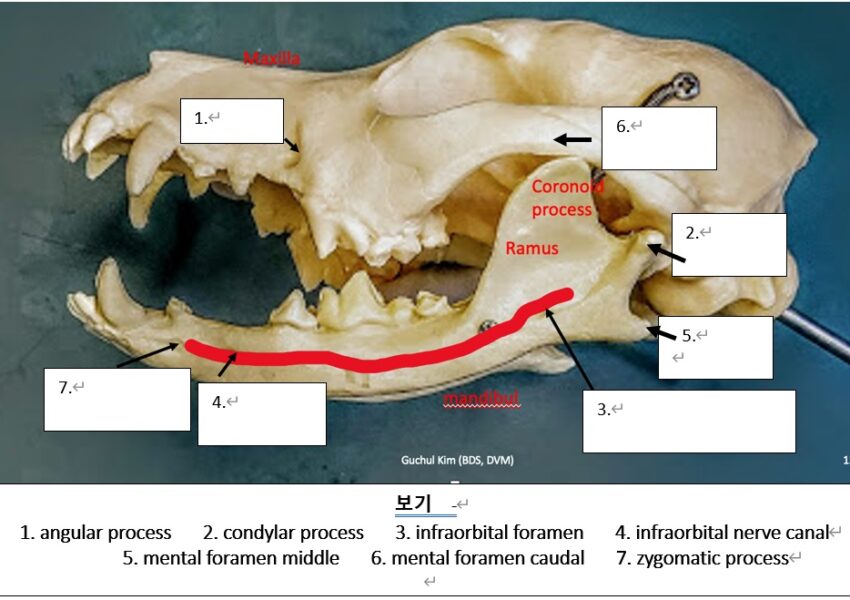 Maxilla
1.↵
6.↵
Coronoid
process
2.↵
Ramus
5.↵
↵
7.↵
4.↵
mandibul
3.↵
Guchul Kim (BDS, DVM)
1
보기 -↵
1. angular process 2. condylar process 3. infraorbital foramen 4. infraorbital nerve canal↵
5. mental foramen middle 6. mental foramen caudal 7. zygomatic process↵
↵